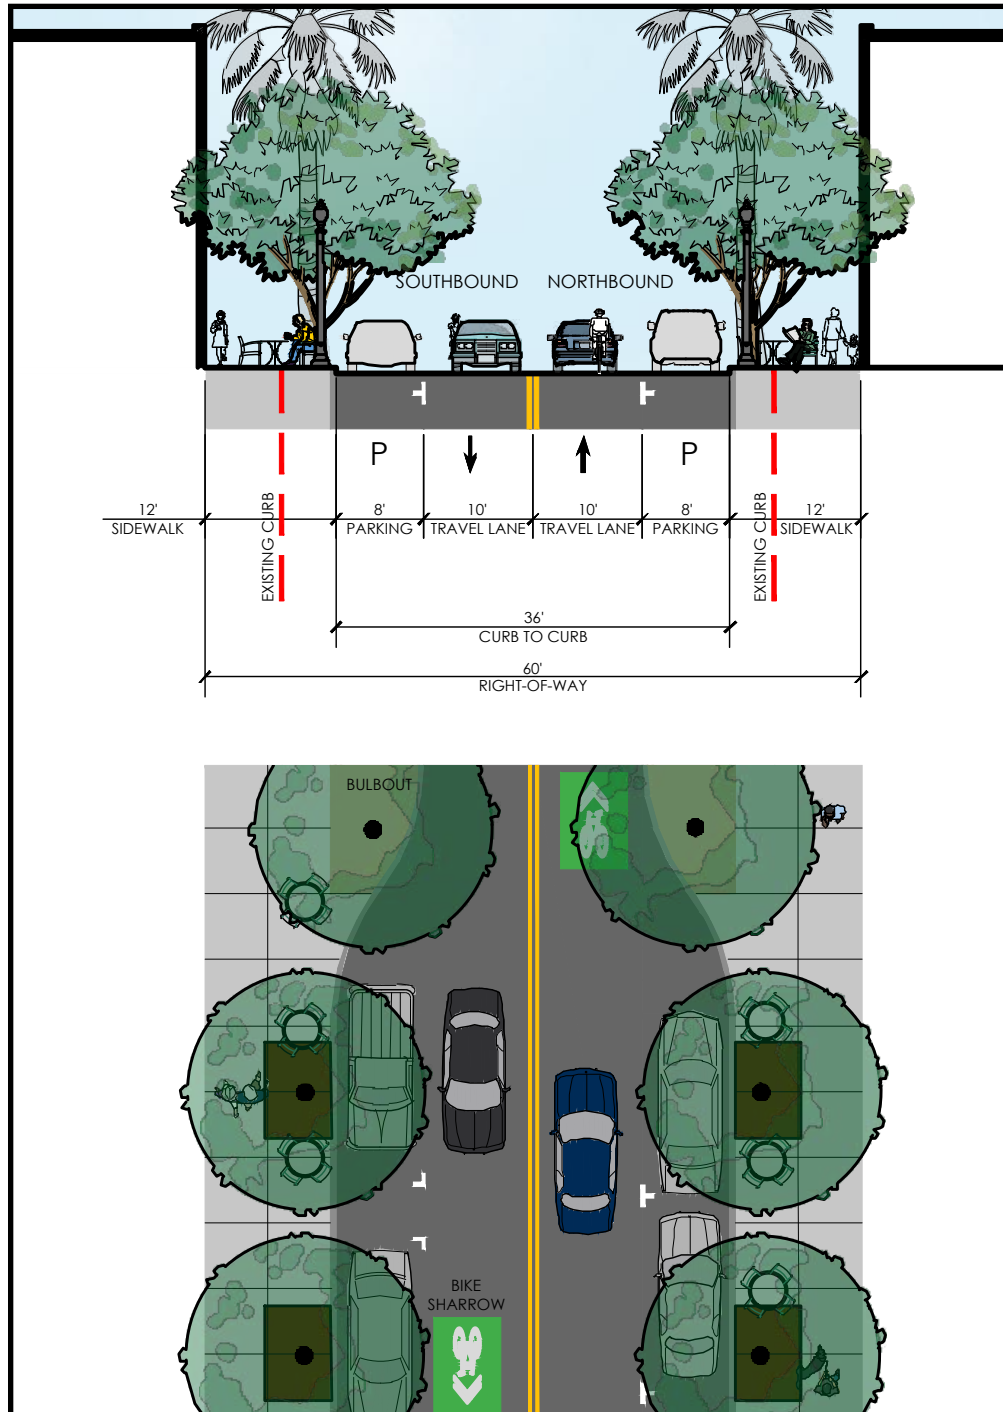 SOUTHBOUND
NORTHBOUND
P
P
12'
SIDEWALK
EXISTING CURB
8'
PARKING
10'
TRAVEL LANE
10'
TRAVEL LANE
8'
PARKING
EXISTING CURB
12'
SIDEWALK
36'
CURB TO CURB
60'
RIGHT-OF-WAY
BULBOUT
BIKE
SHARROW